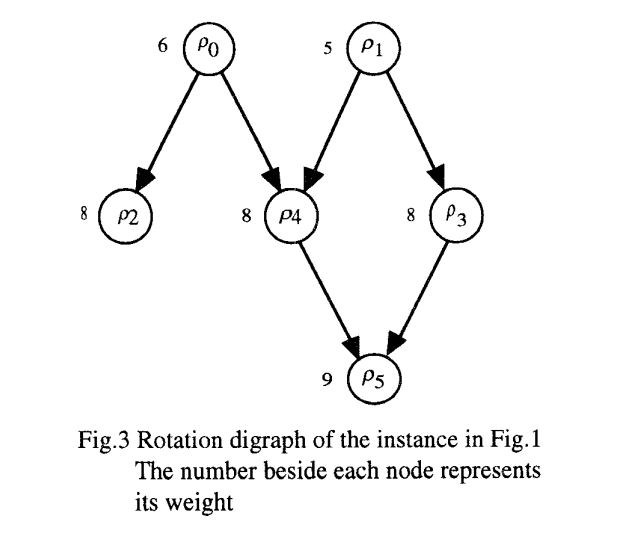 6 ρ0 5 ρ1
8 ρ2 8 ρ4 8 ρ3
9 ρ5
Fig.3 Rotation digraph of the instance in Fig.1
The number beside each node represents
its weight